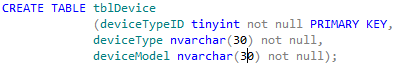 CREATE TABLE tblDevice
(deviceTypeID tinyint not null PRIMARY KEY,
deviceType nvarchar(30) not null,
deviceModel nvarchar(30) not null);